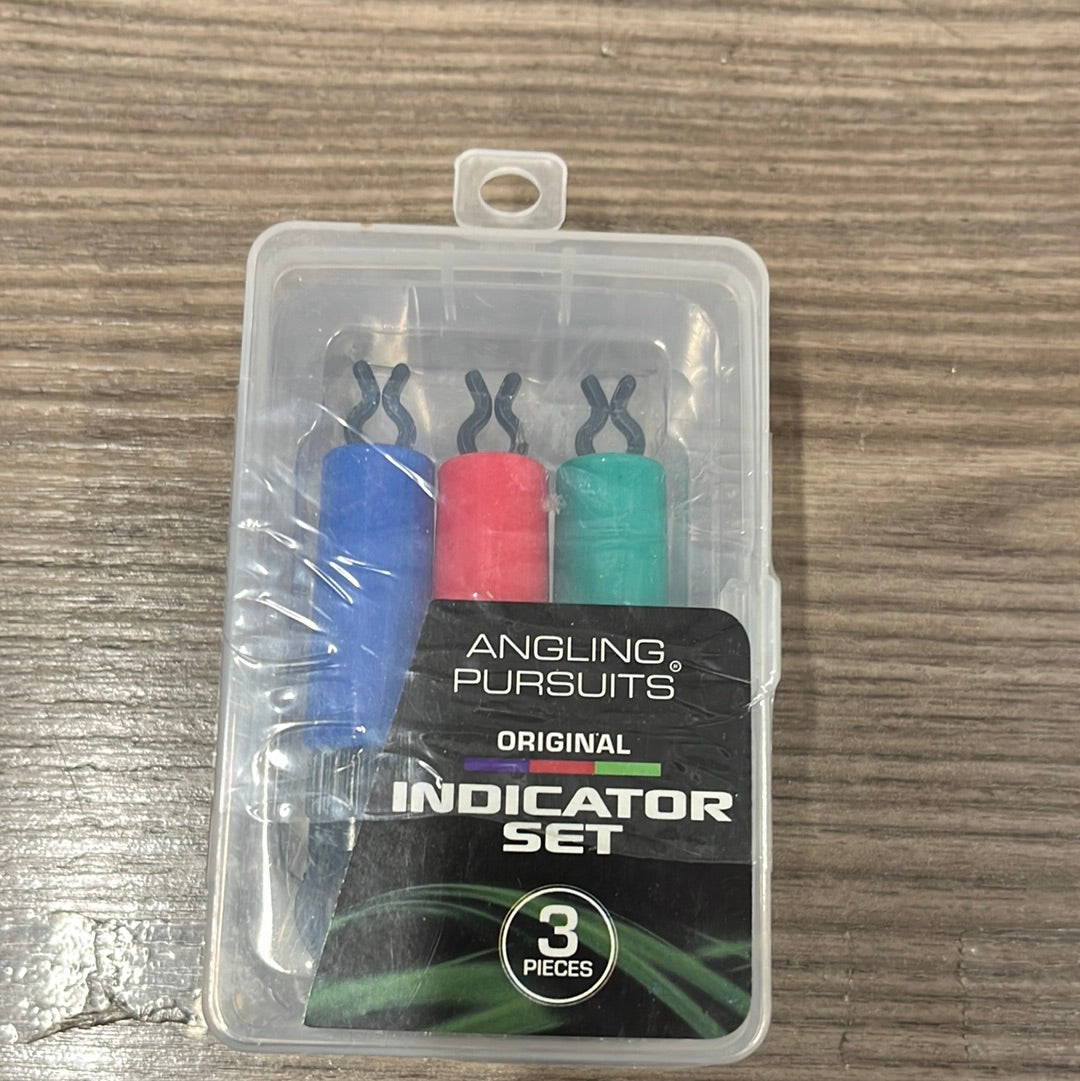 ANGLING
PURSUITS®
ORIGINAL
INDICATOR
SET
3
PIECES